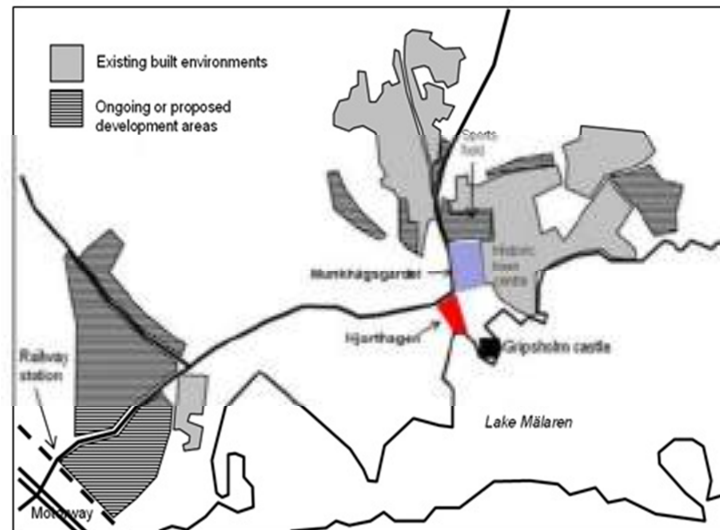 Existing built environments
Ongoing or proposed
development areas
Sports
field
Munkhagsgärdet
Historic
town
centre
Hjorthagen
Gripsholm castle
Railway
station
Lake Mälaren
Motorway